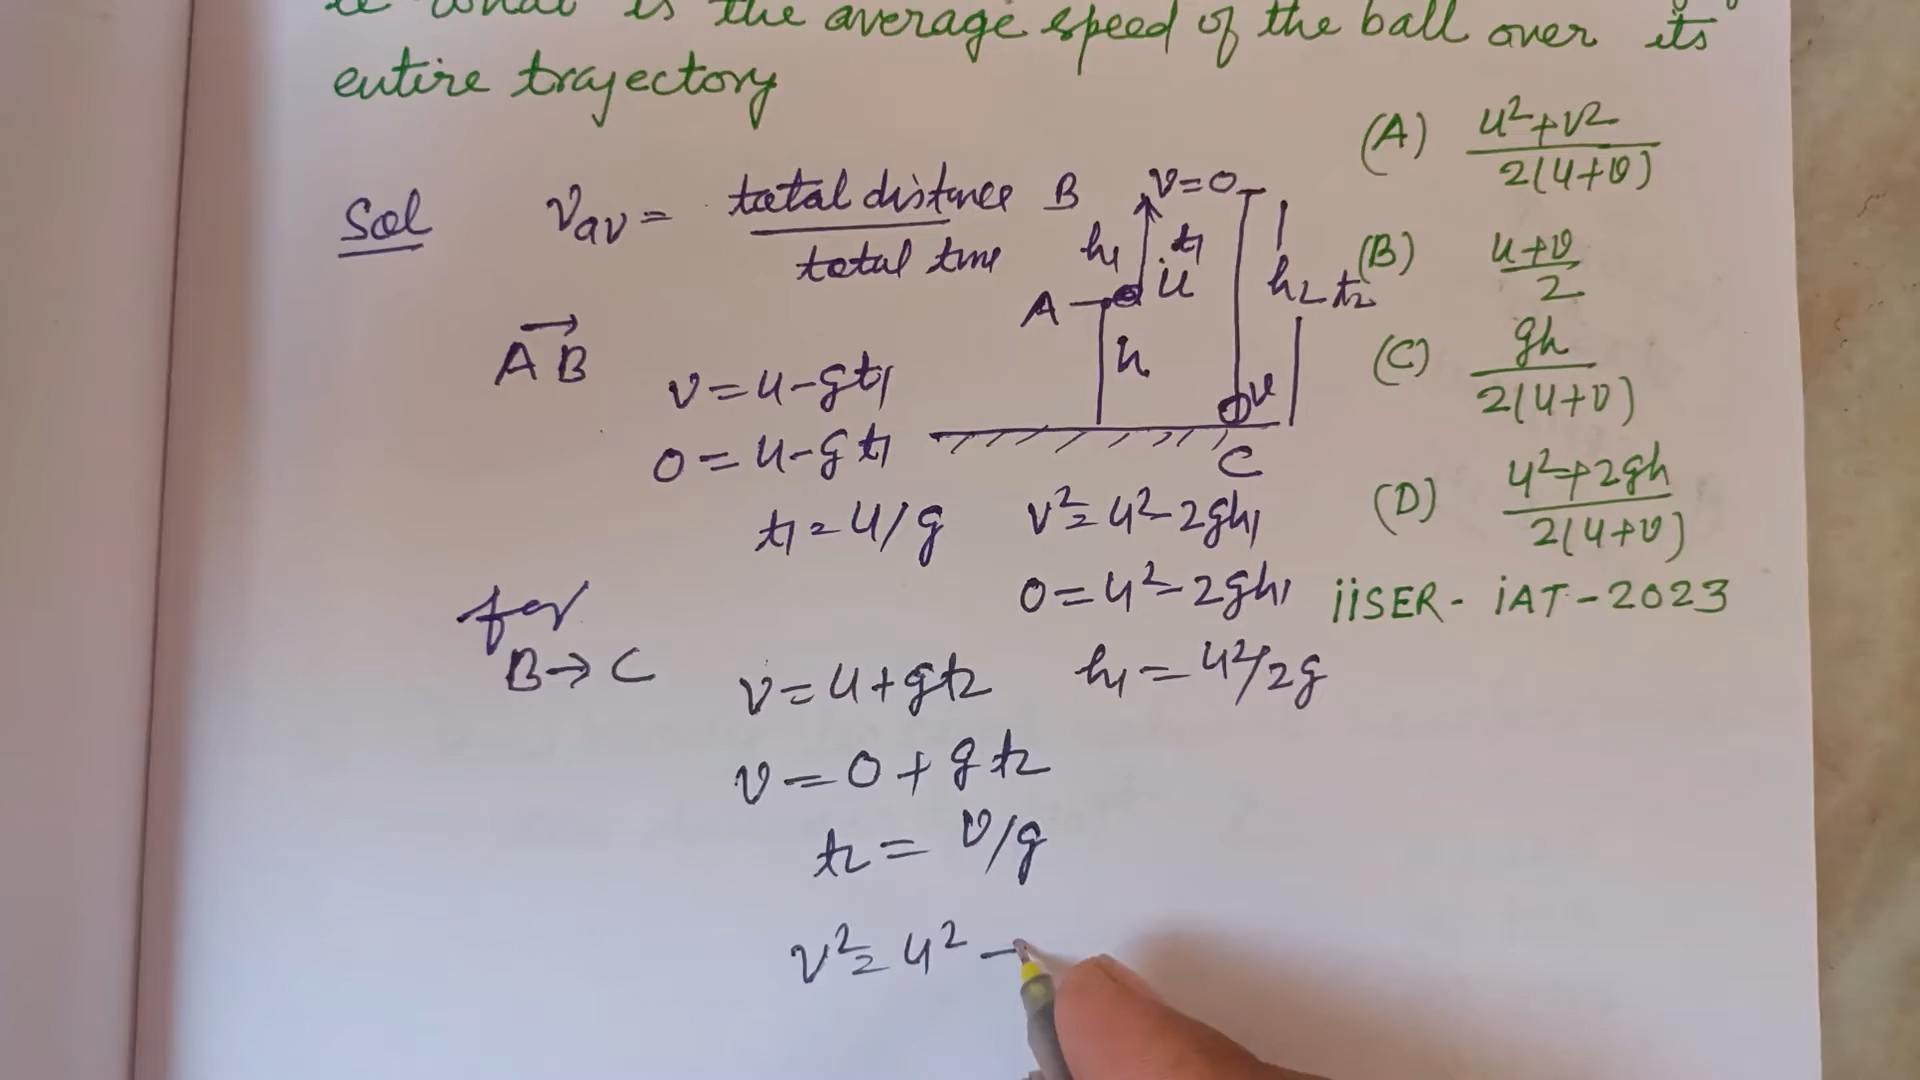 is the average speed of the ball over its
entire trajectory
(A) u²+v² / 2(u+v)
Sol v_av = total distance / total time
B v=0
h₁ t₁
u
A
h
h₂ t₂
v
C
(B) u+v / 2
(C) gh / 2(u+v)
(D) u²+2gh / 2(u+v)
IISER - IAT - 2023
AB
v = u - gt₁
0 = u - gt₁
t₁ = u/g
v² = u² - 2gh₁
0 = u² - 2gh₁
h₁ = u²/2g
for
B → C
v = u + gt₂
v = 0 + gt₂
t₂ = v/g
v² = u² -